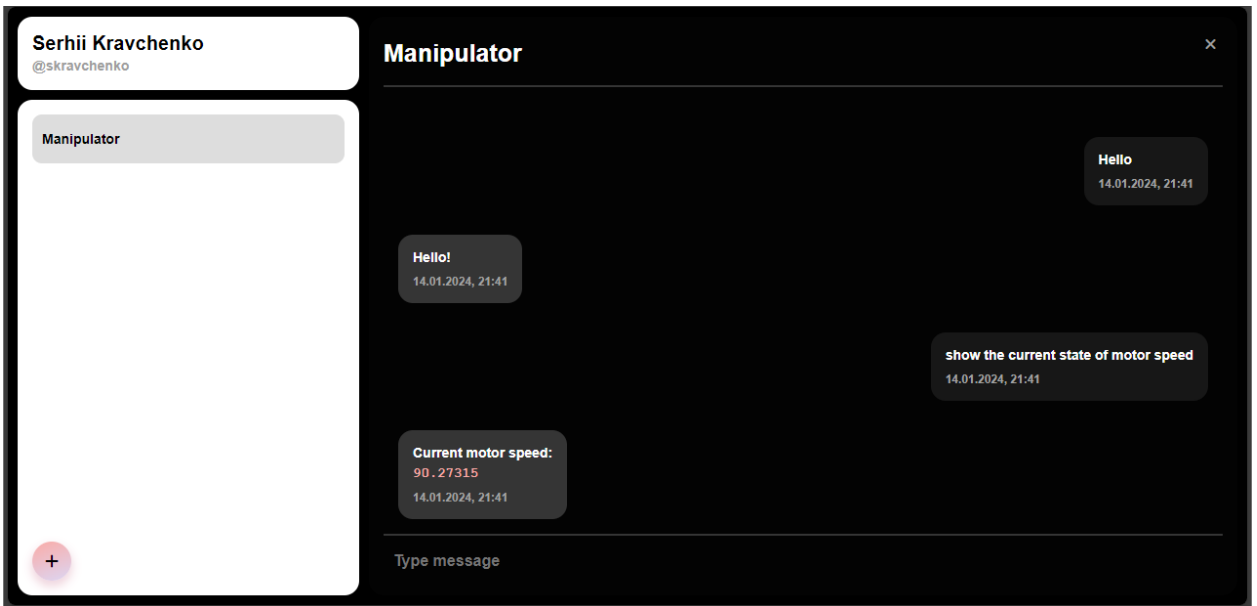 Serhii Kravchenko
@skravchenko
Manipulator
+
Manipulator
×
Hello
14.01.2024, 21:41
Hello!
14.01.2024, 21:41
show the current state of motor speed
14.01.2024, 21:41
Current motor speed:
90.27315
14.01.2024, 21:41
Type message